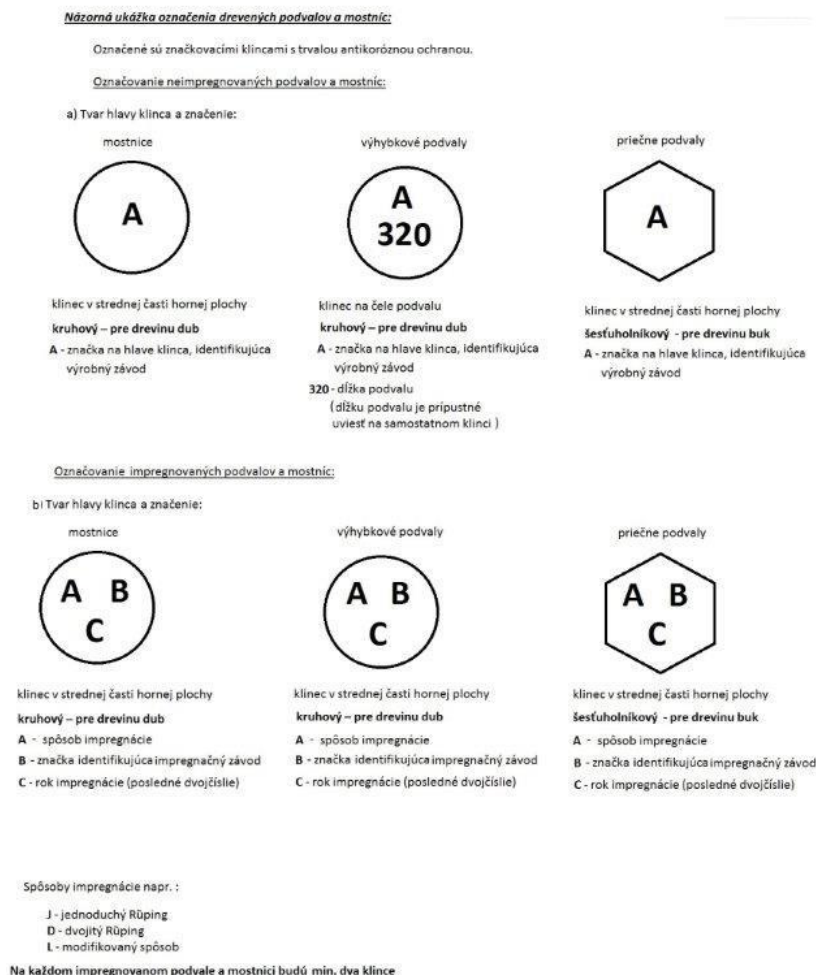 Názorná ukážka označenia drevených podvalov a mostníc:
Označené sú značkovacími klincami s trvalou antikoróznou ochranou.
Označovanie neimpregnovaných podvalov a mostníc:
a) Tvar hlavy klinca a značenie:
mostnice
A
klinec v strednej časti hornej plochy
kruhový – pre drevinu dub
A - značka na hlave klinca, identifikujúca
výrobný závod
výhybkové podvaly
A
320
klinec na čele podvalu
kruhový – pre drevinu dub
A - značka na hlave klinca, identifikujúca
výrobný závod
320 - dĺžka podvalu
(dĺžku podvalu je prípustné
uviesť na samostatnom klinci )
priečne podvaly
A
klinec v strednej časti hornej plochy
šesťuholníkový - pre drevinu buk
A - značka na hlave klinca, identifikujúca
výrobný závod
Označovanie impregnovaných podvalov a mostníc:
b) Tvar hlavy klinca a značenie:
mostnice
A B
C
klinec v strednej časti hornej plochy
kruhový – pre drevinu dub
A - spôsob impregnácie
B - značka identifikujúca impregnačný závod
C - rok impregnácie (posledné dvojčíslie)
výhybkové podvaly
A B
C
klinec v strednej časti hornej plochy
kruhový – pre drevinu dub
A - spôsob impregnácie
B - značka identifikujúca impregnačný závod
C - rok impregnácie (posledné dvojčíslie)
priečne podvaly
A B
C
klinec v strednej časti hornej plochy
šesťuholníkový - pre drevinu buk
A - spôsob impregnácie
B - značka identifikujúca impregnačný závod
C - rok impregnácie (posledné dvojčíslie)
Spôsoby impregnácie napr. :
J - jednoduchý Rüping
D - dvojitý Rüping
L - modifikovaný spôsob
Na každom impregnovanom podvale a mostnici budú min. dva klince